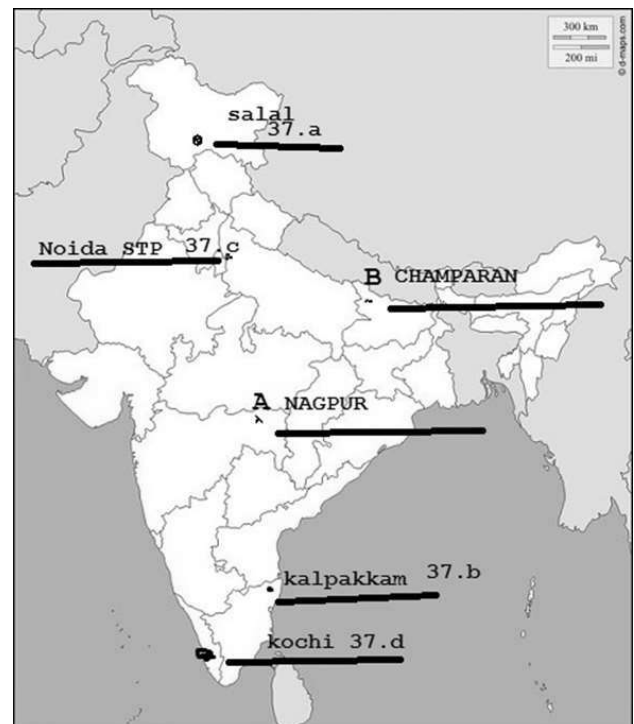 300 km
200 mi
© d-maps.com
salal
37.a
Noida STP 37.c
B CHAMPARAN
A NAGPUR
kalpakkam 37.b
kochi 37.d